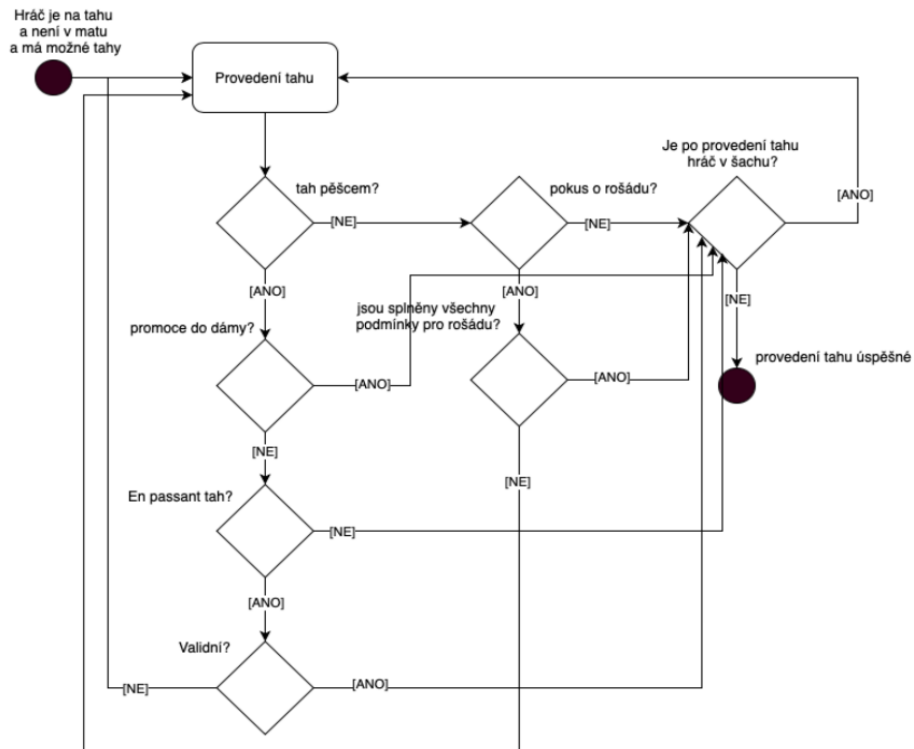 Hráč je na tahu
a není v matu
a má možné tahy
Provedení tahu
Je po provedení tahu
hráč v šachu?
tah pěšcem?
pokus o rošádu?
[ANO]
[NE]
[NE]
[ANO]
[ANO]
[NE]
jsou splněny všechny
podmínky pro rošádu?
promoce do dámy?
provedení tahu úspěšné
[ANO]
[ANO]
[NE]
[NE]
En passant tah?
[NE]
[ANO]
Validní?
[NE]
[ANO]